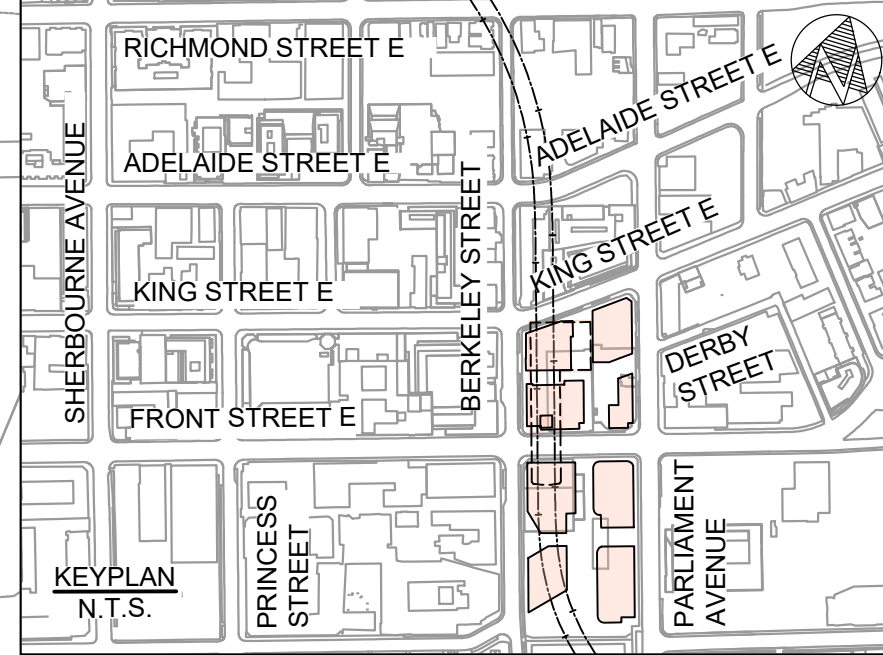 RICHMOND STREET E
ADELAIDE STREET E
ADELAIDE STREET E
SHERBOURNE AVENUE
BERKELEY STREET
KING STREET E
KING STREET E
DERBY
STREET
FRONT STREET E
PRINCESS
STREET
PARLIAMENT
AVENUE
KEYPLAN
N.T.S.